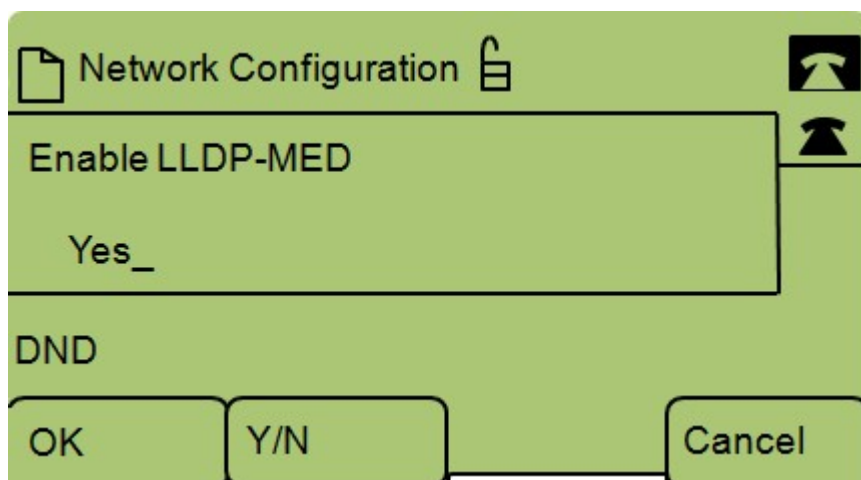 Network Configuration
Enable LLDP-MED
Yes_
DND
OK Y/N Cancel